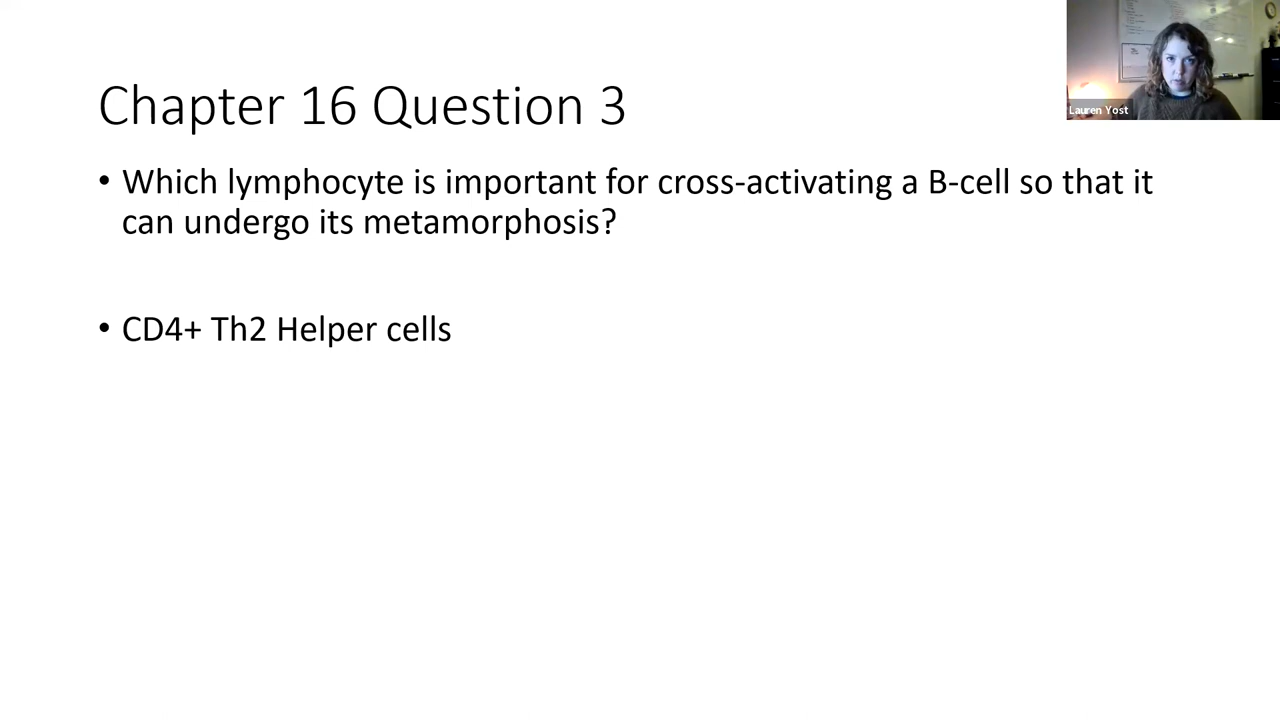 Chapter 16 Question 3
Lauren Yost
• Which lymphocyte is important for cross-activating a B-cell so that it
can undergo its metamorphosis?
• CD4+ Th2 Helper cells